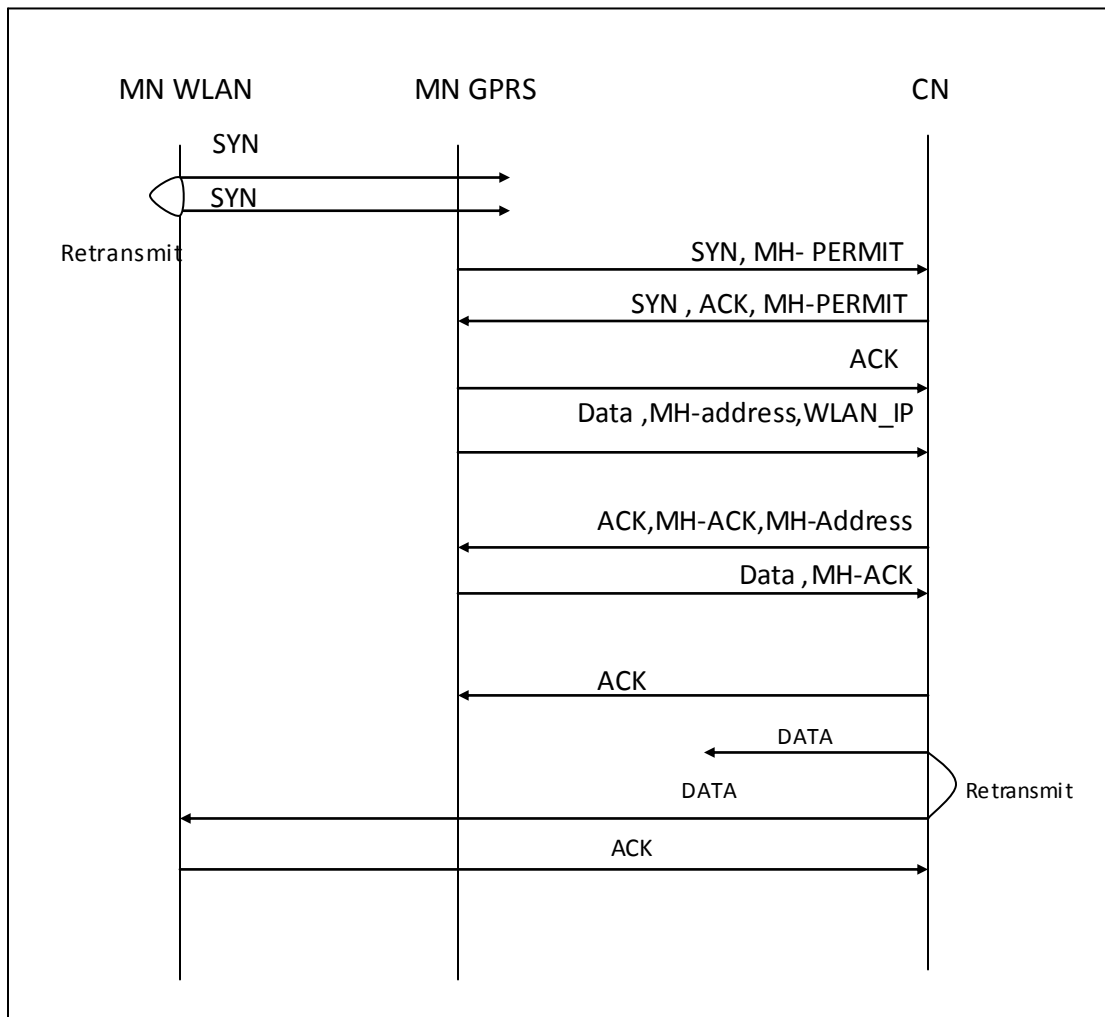 MN WLAN
MN GPRS
CN
SYN
SYN
Retransmit
SYN, MH- PERMIT
SYN , ACK, MH-PERMIT
ACK
Data ,MH-address,WLAN_IP
ACK,MH-ACK,MH-Address
Data ,MH-ACK
ACK
DATA
DATA
Retransmit
ACK